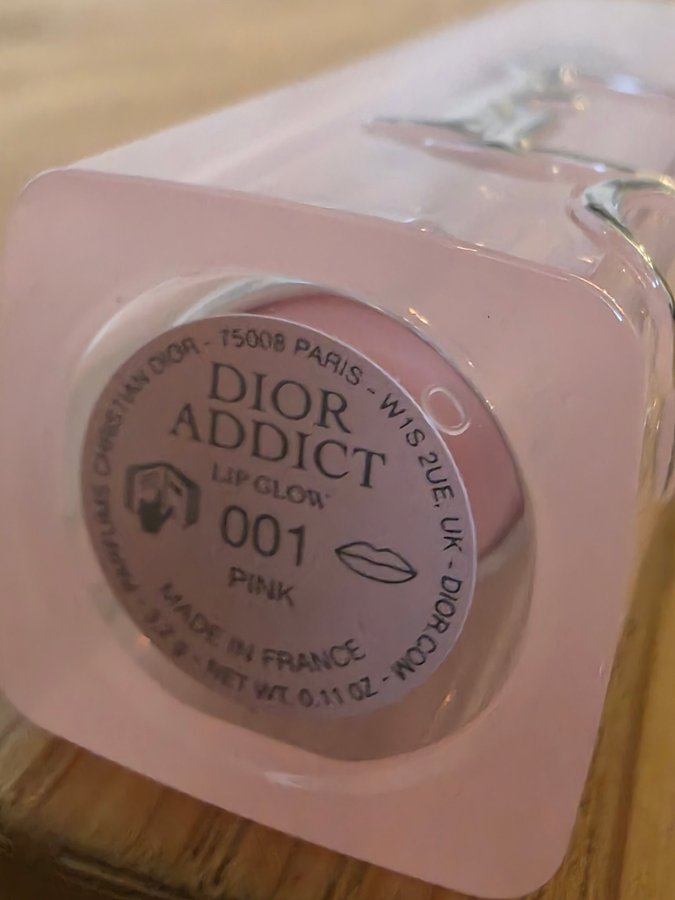 PARFUMS CHRISTIAN DIOR - 75008 PARIS - W1S 2UE, UK - DIOR.COM - NET WT. 0.11 OZ - 3.2 g -
DIOR
ADDICT
LIP GLOW
001
PINK
MADE IN FRANCE